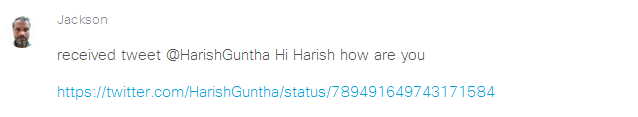 Jackson
received tweet @HarishGuntha Hi Harish how are you
https://twitter.com/HarishGuntha/status/789491649743171584